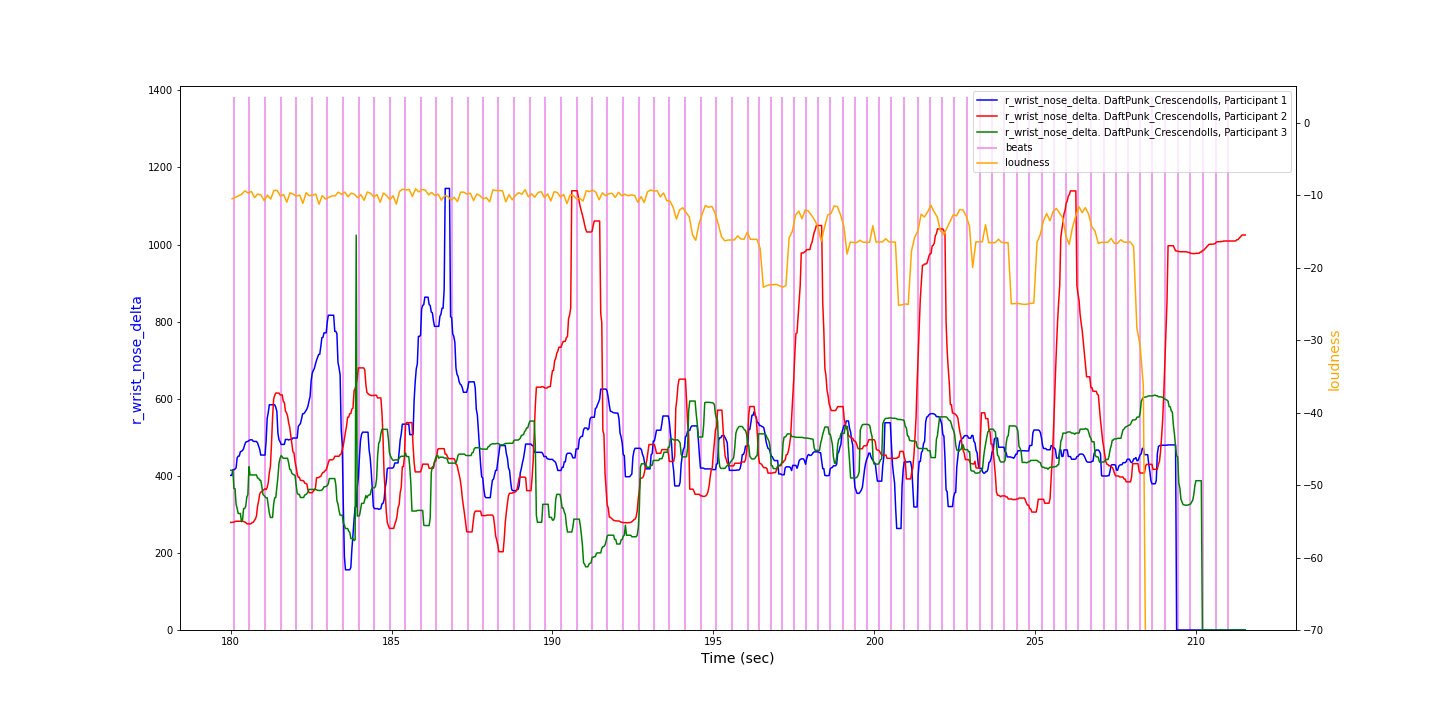 r_wrist_nose_delta. DaftPunk_Crescendolls, Participant 1
r_wrist_nose_delta. DaftPunk_Crescendolls, Participant 2
r_wrist_nose_delta. DaftPunk_Crescendolls, Participant 3
beats
loudness
1400
1200
1000
800
600
400
200
0
r_wrist_nose_delta
0
−10
−20
−30
−40
−50
−60
−70
loudness
180
185
190
195
200
205
210
Time (sec)